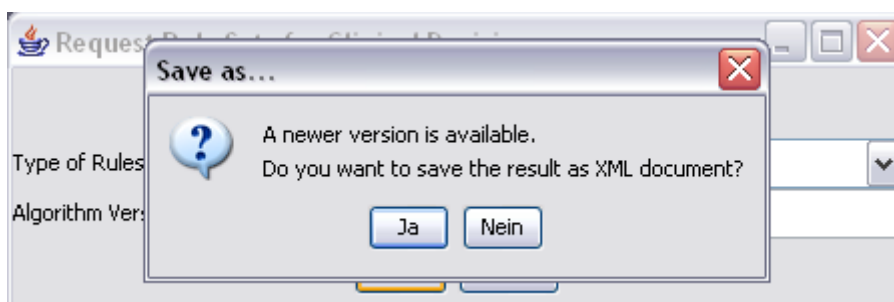 Request
Save as...
A newer version is available.
Do you want to save the result as XML document?
Type of Rules
Algorithm Ver
Ja Nein